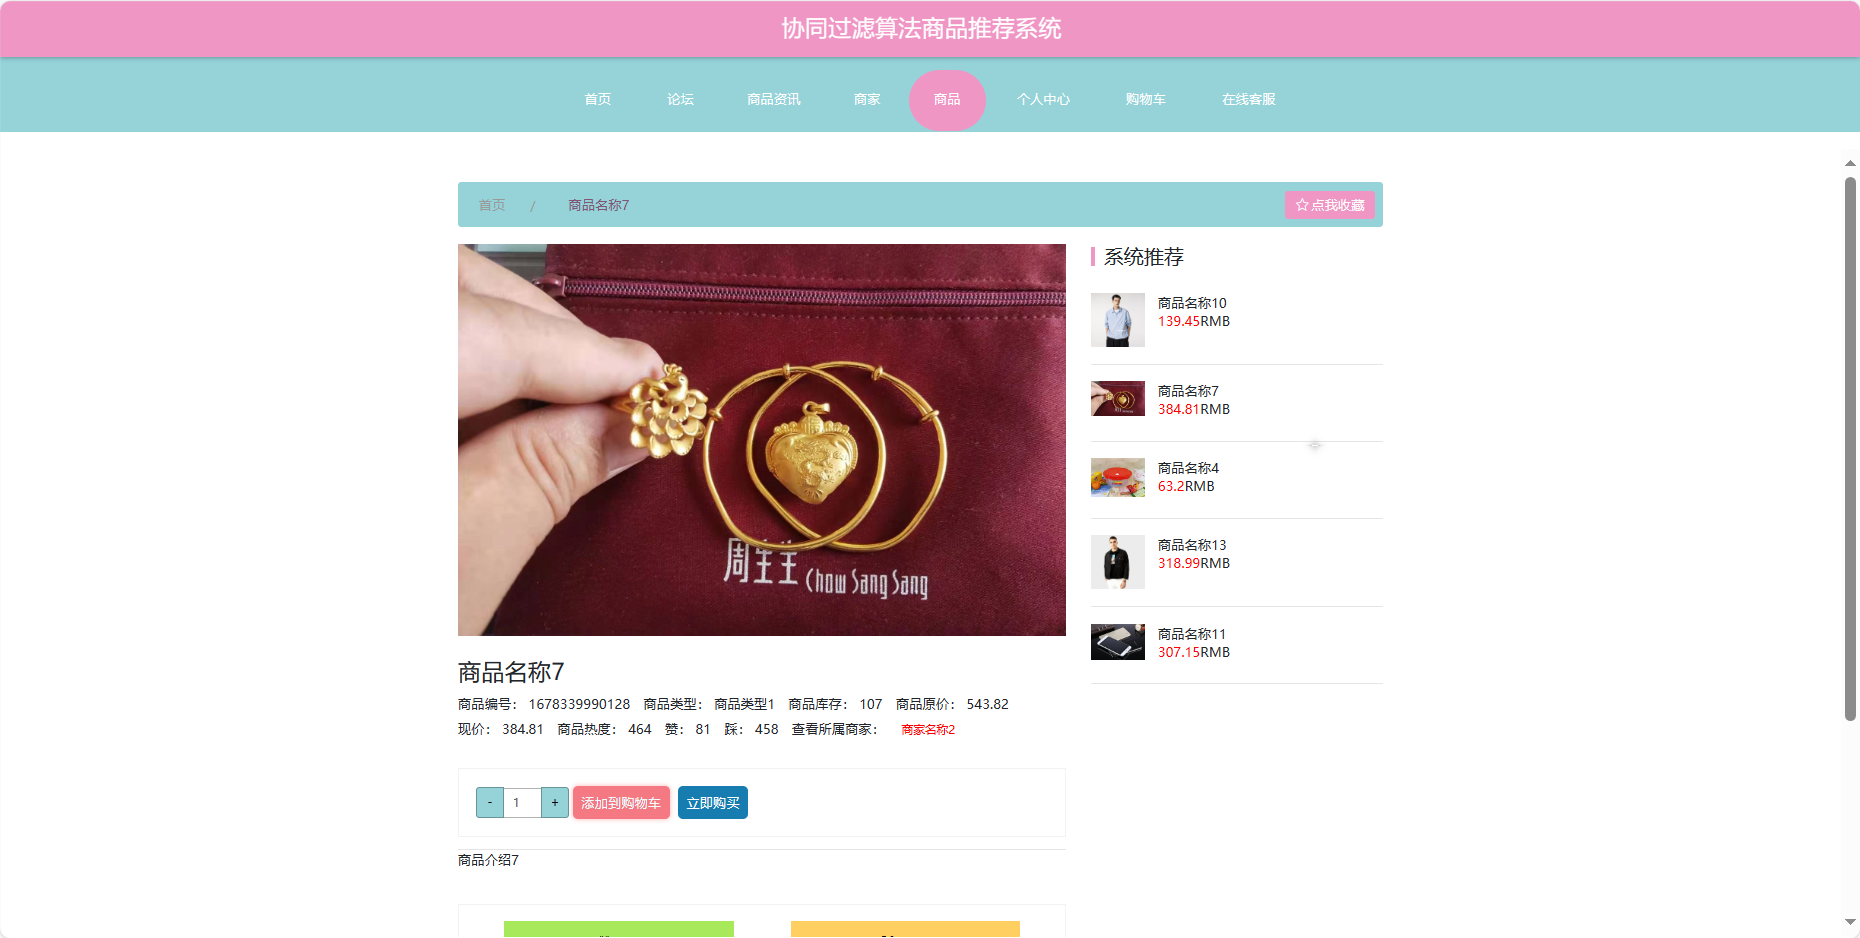 协同过滤算法商品推荐系统
首页 论坛 商品资讯 商家 商品 个人中心 购物车 在线客服
首页 / 商品名称7 点我收藏
周生生 Chow Sang Sang
系统推荐
商品名称10
139.45RMB
商品名称7
384.81RMB
商品名称4
63.2RMB
商品名称13
318.99RMB
商品名称11
307.15RMB
商品名称7
商品编号: 1678339990128 商品类型: 商品类型1 商品库存: 107 商品原价: 543.82
现价: 384.81 商品热度: 464 赞: 81 踩: 458 查看所属商家: 商家名称2
- 1 + 添加到购物车 立即购买
商品介绍7